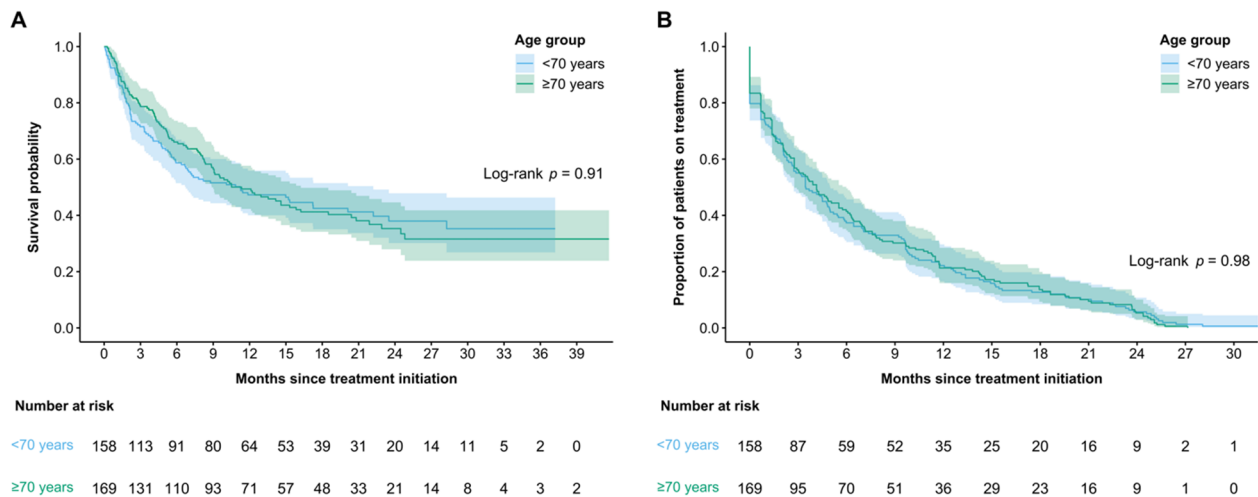 A
Survival probability
1.0
0.8
0.6
0.4
0.2
0.0
Age group
<70 years
≥70 years
Log-rank p = 0.91
0 3 6 9 12 15 18 21 24 27 30 33 36 39
Months since treatment initiation
Number at risk
<70 years 158 113 91 80 64 53 39 31 20 14 11 5 2 0
≥70 years 169 131 110 93 71 57 48 33 21 14 8 4 3 2
B
Proportion of patients on treatment
1.0
0.8
0.6
0.4
0.2
0.0
Age group
<70 years
≥70 years
Log-rank p = 0.98
0 3 6 9 12 15 18 21 24 27 30
Months since treatment initiation
Number at risk
<70 years 158 87 59 52 35 25 20 16 9 2 1
≥70 years 169 95 70 51 36 29 23 16 9 1 0